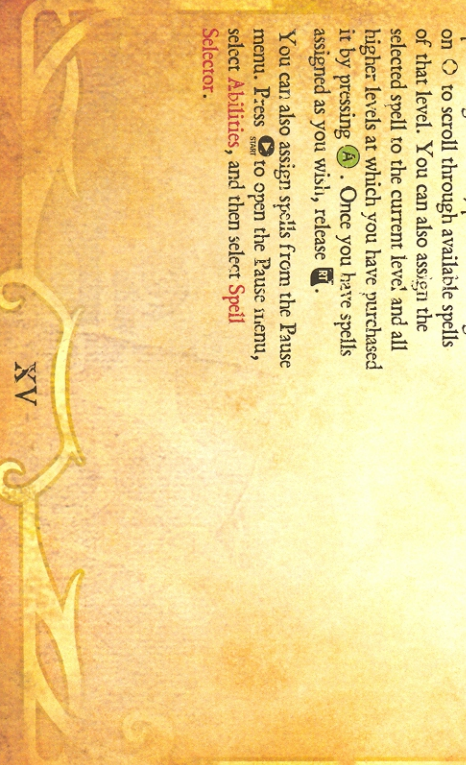 on to scroll through available spells
of that level. You can also assign the
selected spell to the current level and all
higher levels at which you have purchased
it by pressing A . Once you have spells
assigned as you wish, release RT .
You can also assign spells from the Pause
menu. Press START to open the Pause menu,
select Abilities, and then select Spell
Selector.
XV